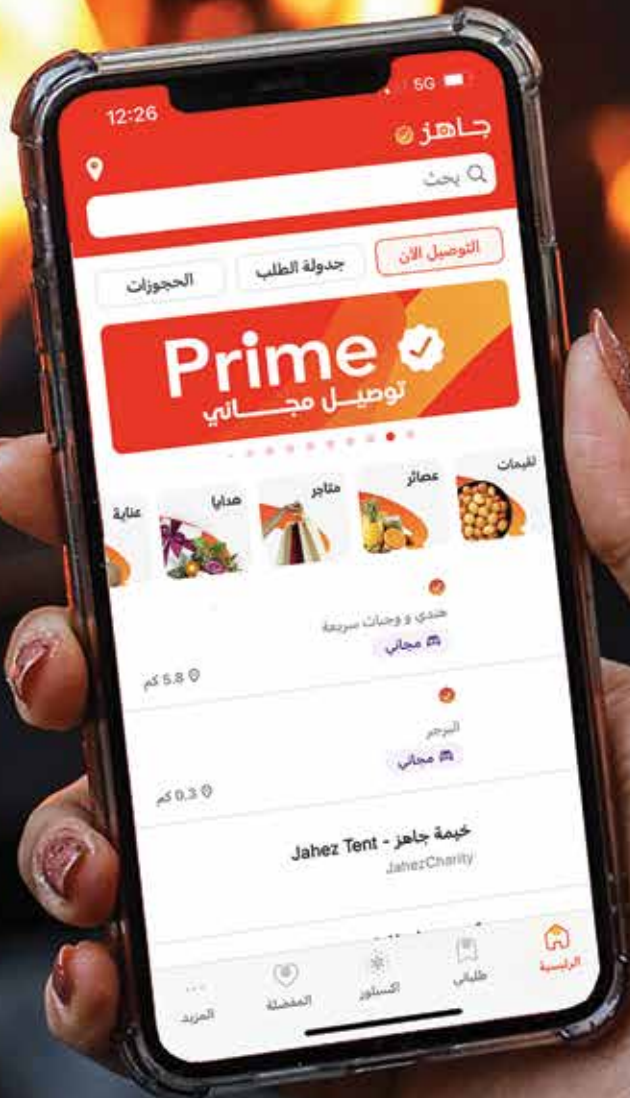 12:26
5G
جاهز
بحث
التوصيل الآن
جدولة الطلب
الحجوزات
Prime
توصيل مجاني
لقيمات
عصائر
متاجر
هدايا
عناية
هندي و وجبات سريعة
مجاني
5.8 كم
البرجر
مجاني
0.3 كم
خيمة جاهز - Jahez Tent
JahezCharity
الرئيسية
طلباتي
اكستور
المفضلة
المزيد